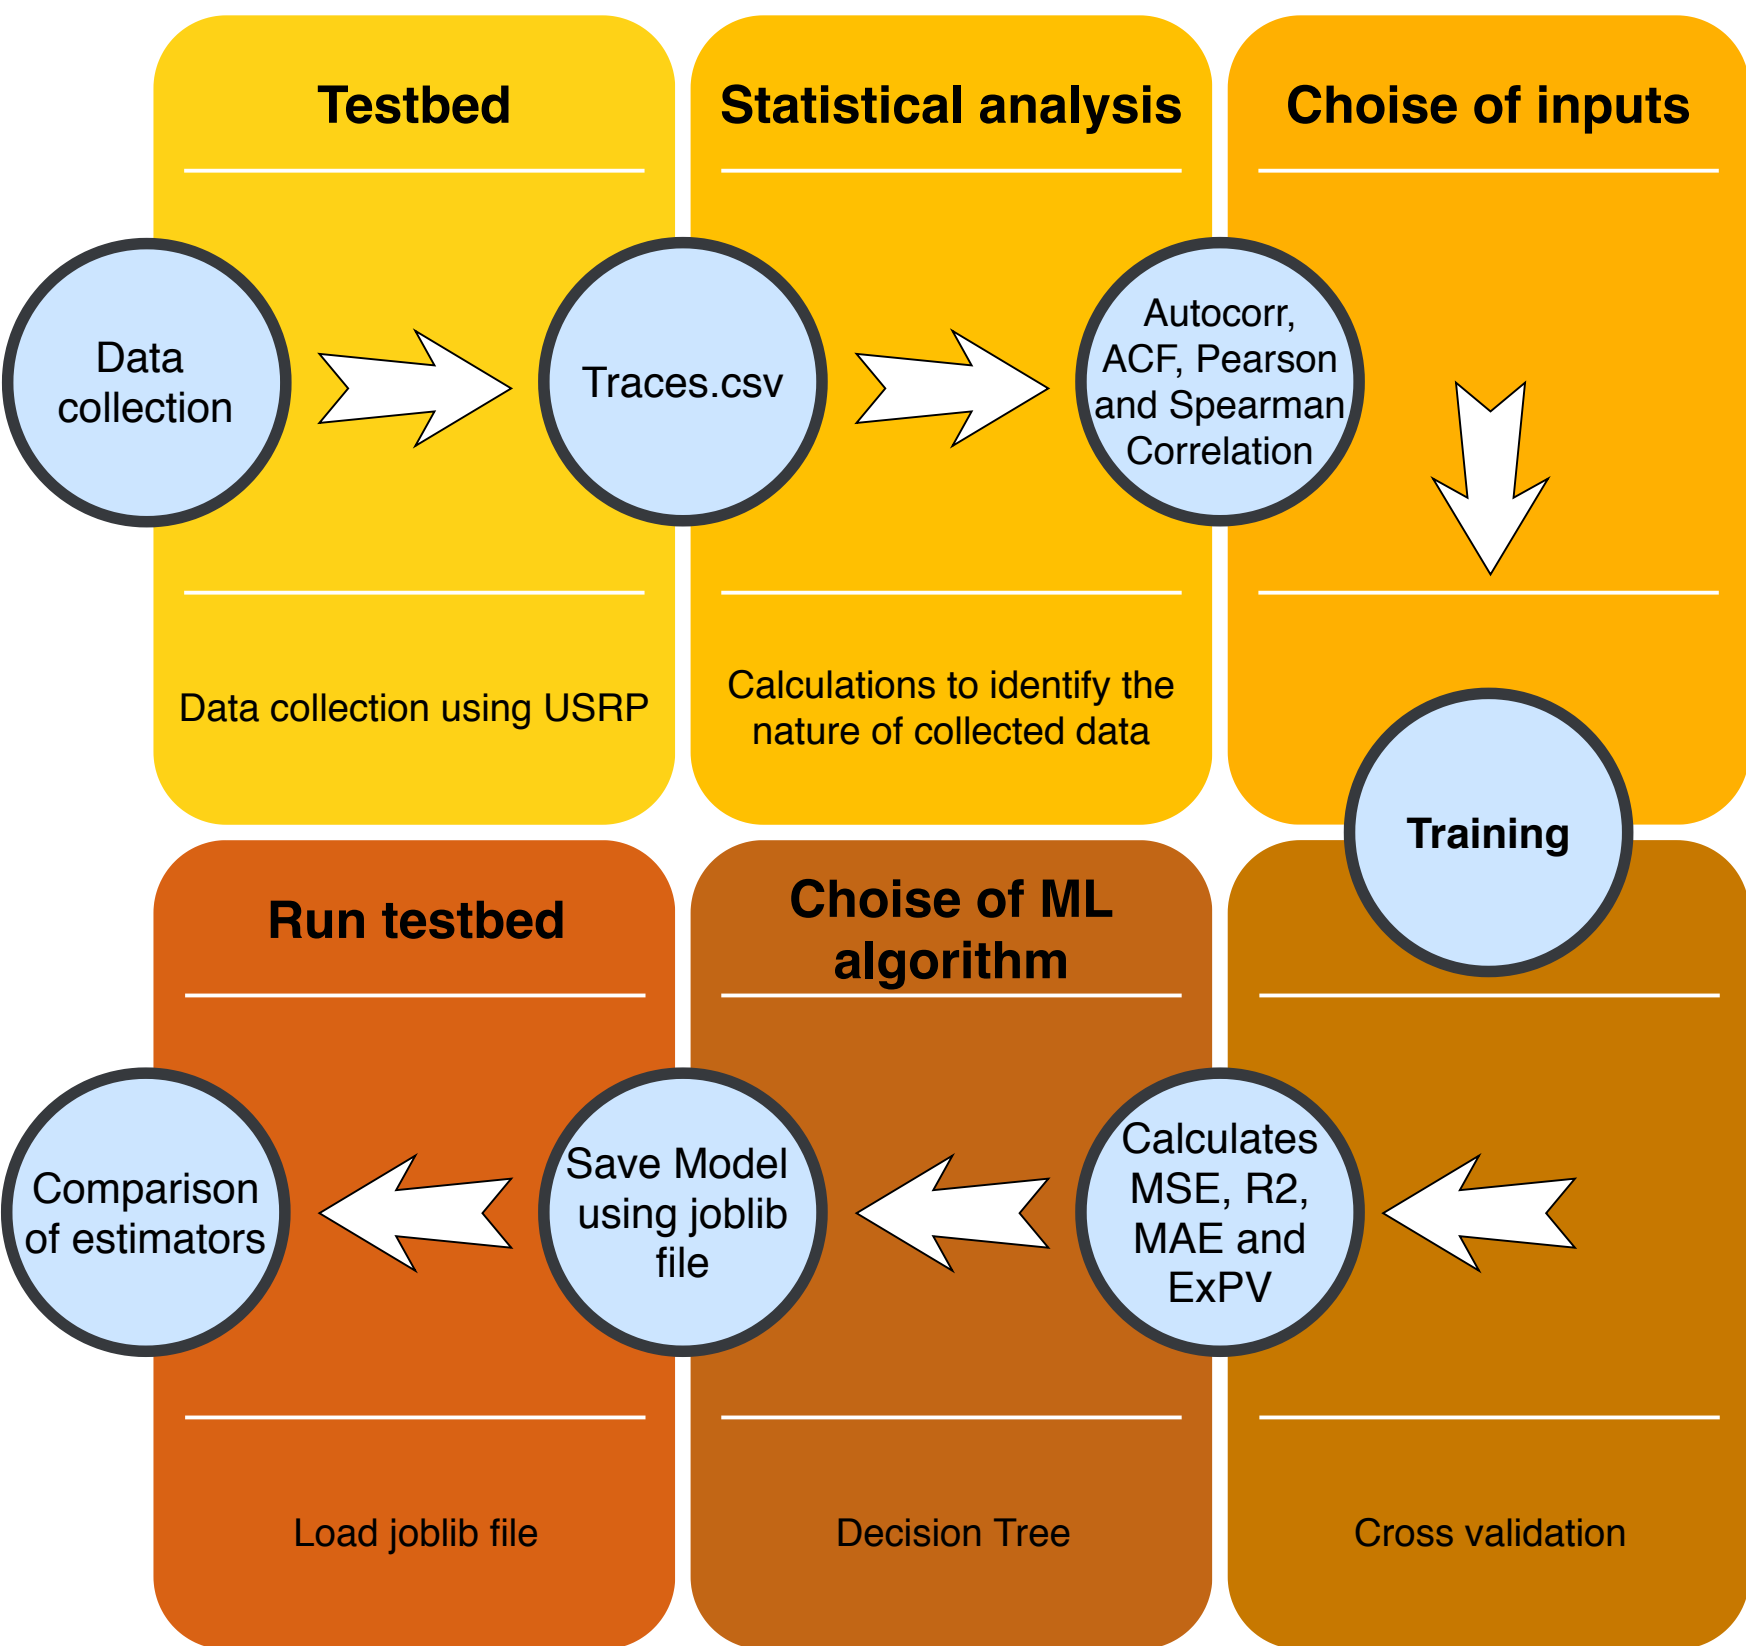 Testbed
Statistical analysis
Choise of inputs
Data
collection
Traces.csv
Autocorr,
ACF, Pearson
and Spearman
Correlation
Data collection using USRP
Calculations to identify the
nature of collected data
Training
Run testbed
Choise of ML
algorithm
Comparison
of estimators
Save Model
using joblib
file
Calculates
MSE, R2,
MAE and
ExPV
Load joblib file
Decision Tree
Cross validation